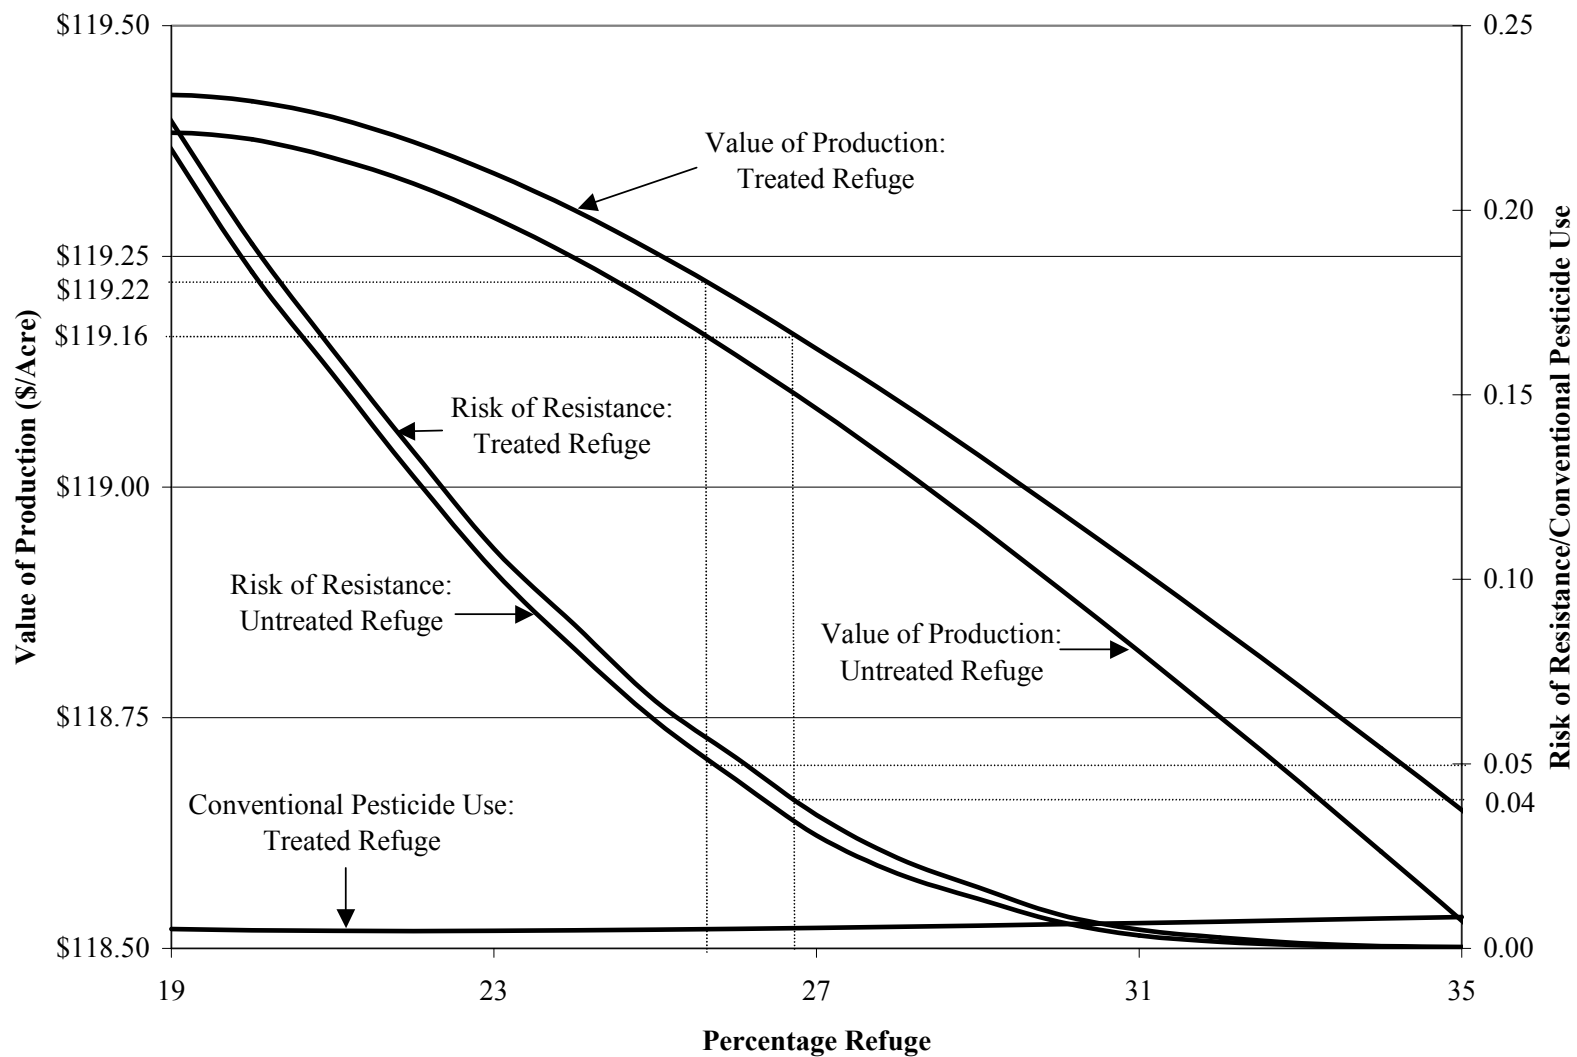 $119.50
$119.25
$119.22
$119.16
$119.00
$118.75
$118.50
Value of Production ($/Acre)
Value of Production:
Treated Refuge
Risk of Resistance:
Treated Refuge
Risk of Resistance:
Untreated Refuge
Value of Production:
Untreated Refuge
Conventional Pesticide Use:
Treated Refuge
0.25
0.20
0.15
0.10
0.05
0.04
0.00
Risk of Resistance/Conventional Pesticide Use
19 23 27 31 35
Percentage Refuge